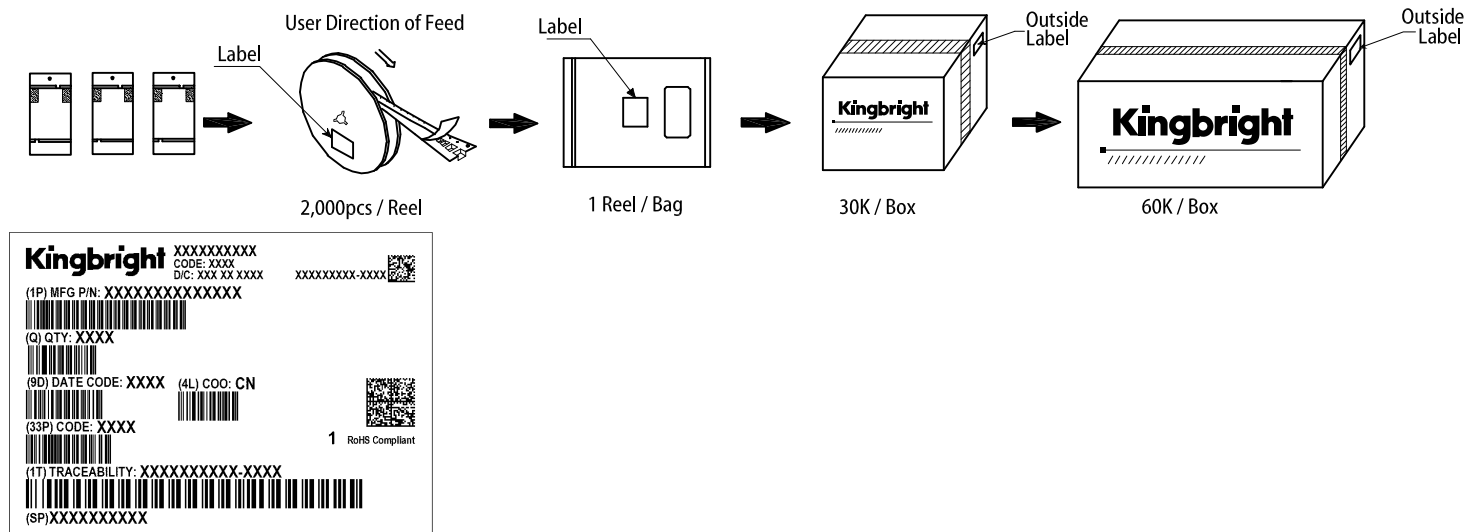 User Direction of Feed
Label
2,000pcs / Reel
Label
1 Reel / Bag
Outside
Label
Kingbright
30K / Box
Outside
Label
Kingbright
60K / Box
Kingbright
XXXXXXXXXX
CODE: XXXX
D/C: XXX XX XXXX
XXXXXXXXX-XXXX
(1P) MFG P/N: XXXXXXXXXXXXXX
(Q) QTY: XXXX
(9D) DATE CODE: XXXX
(4L) COO: CN
(33P) CODE: XXXX
1 RoHS Compliant
(1T) TRACEABILITY: XXXXXXXXXX-XXXX
(SP)XXXXXXXXXX